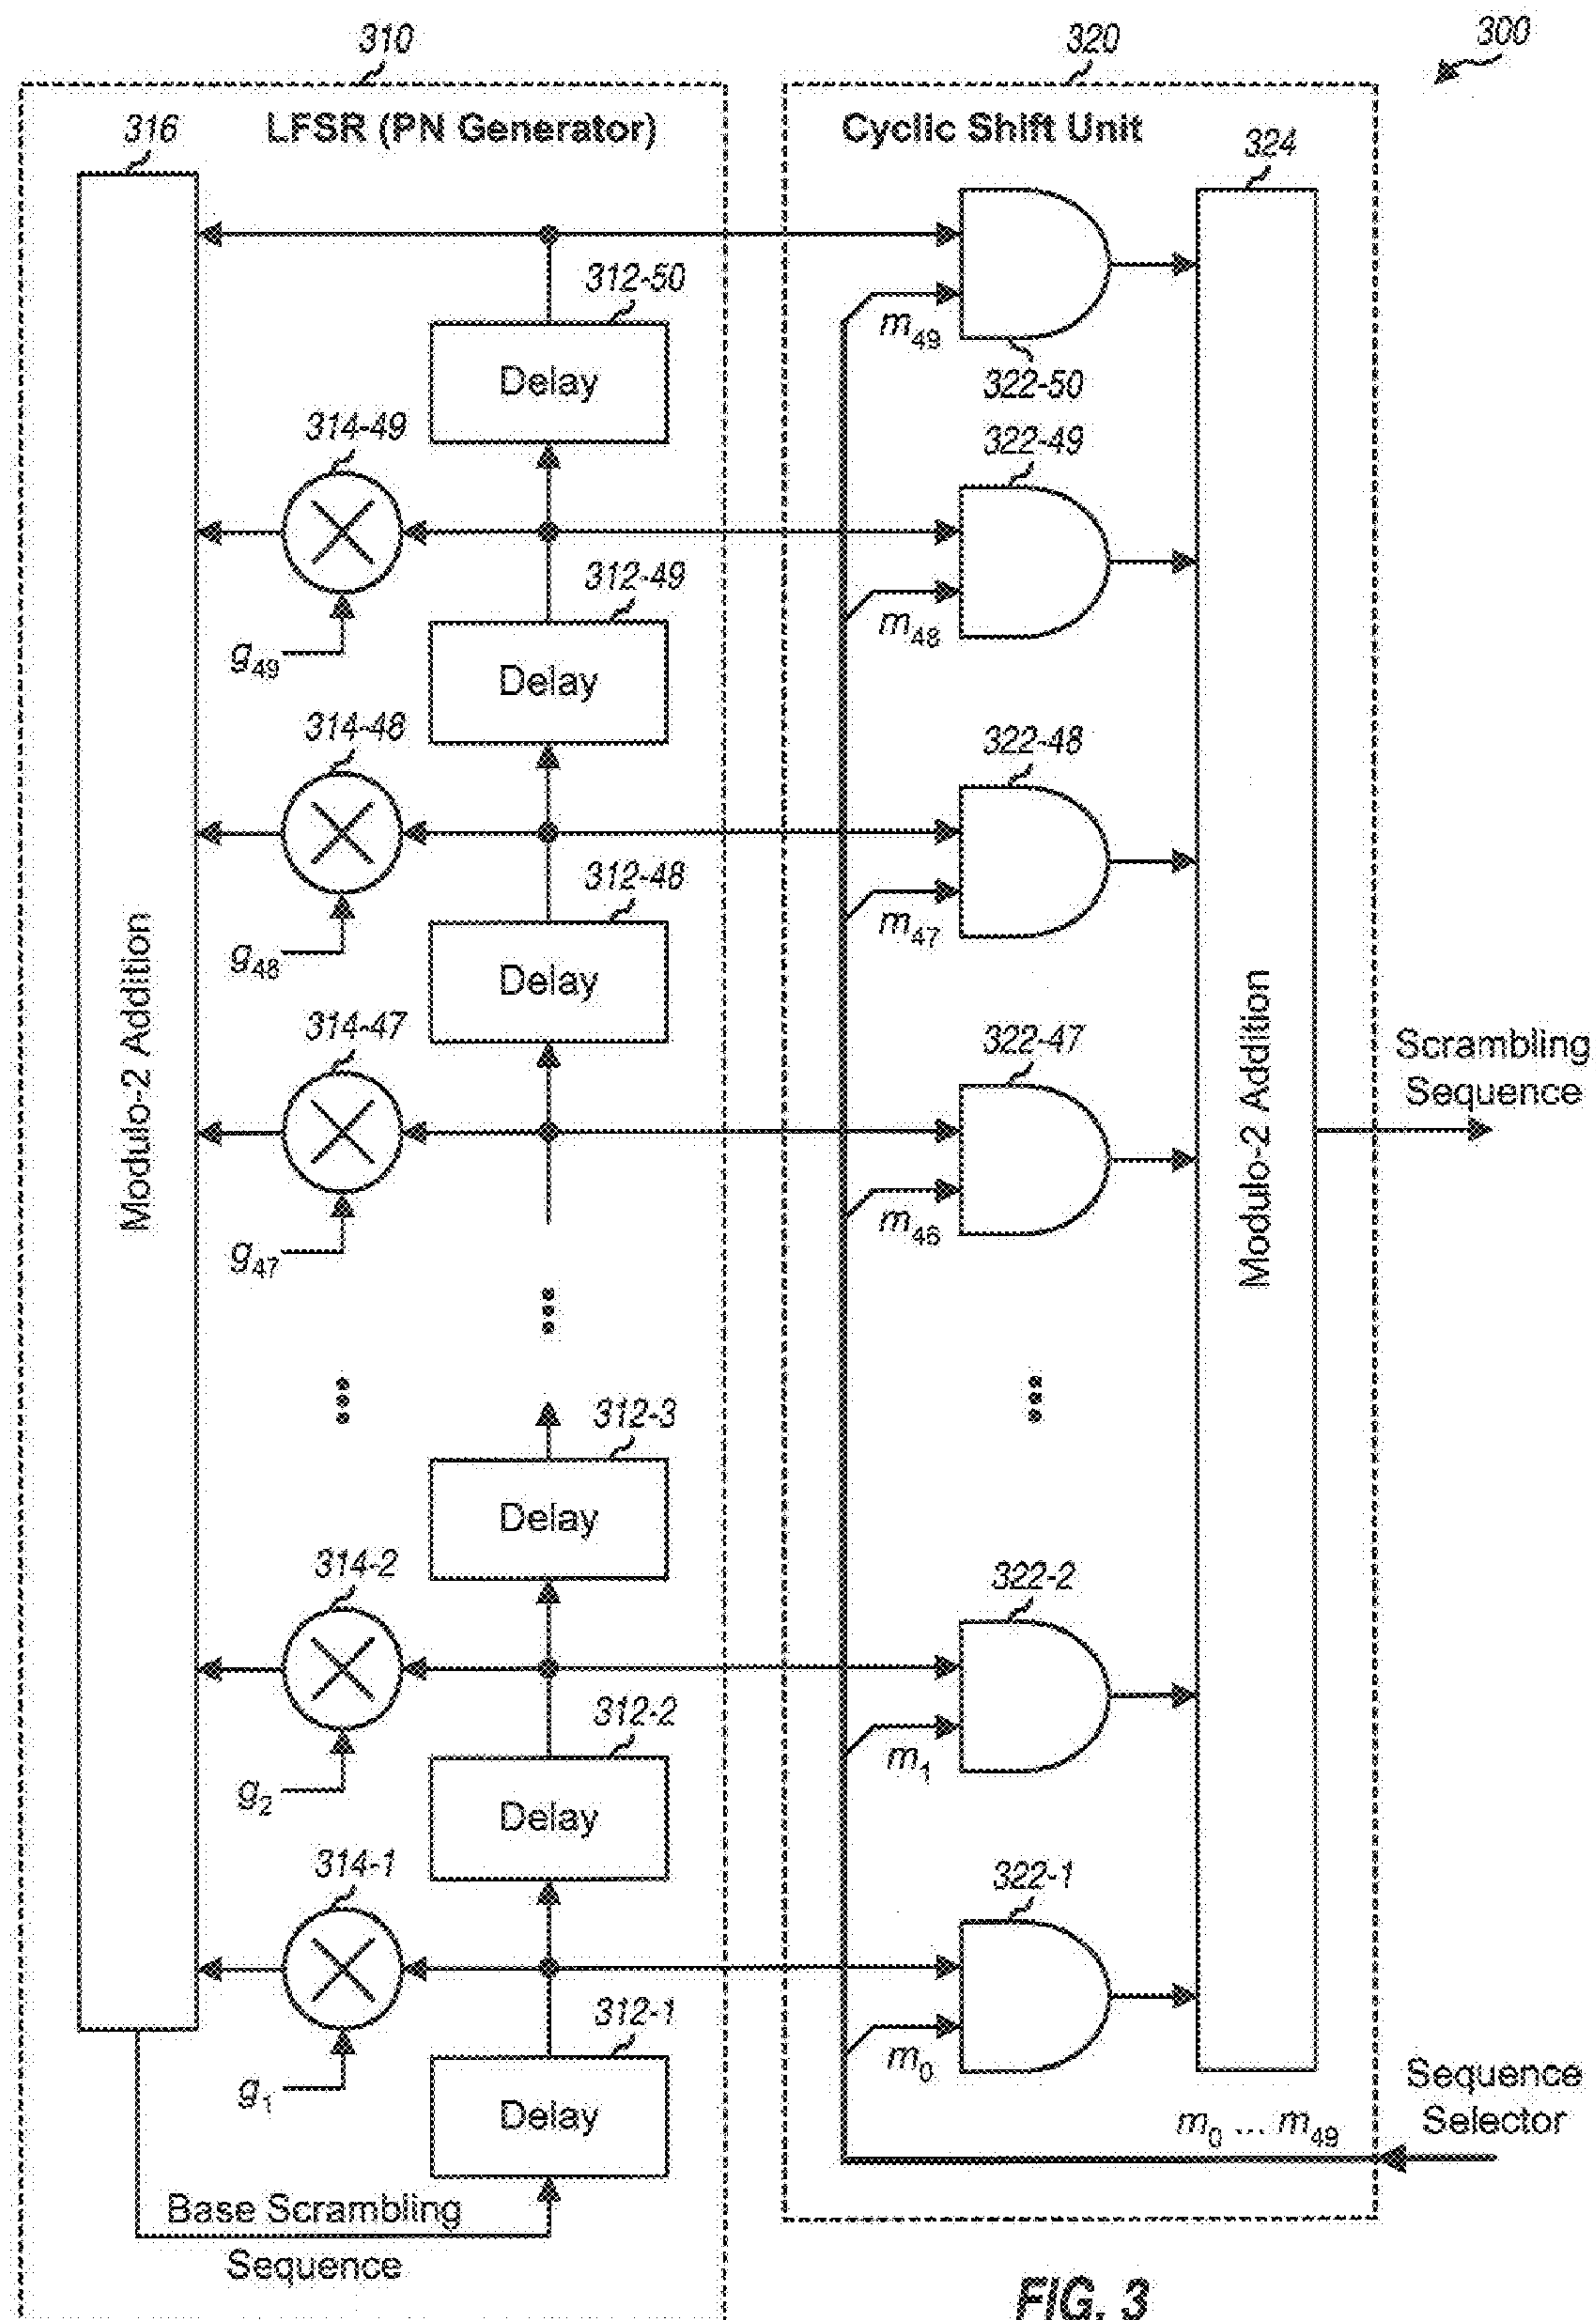 310
320
300
316
LFSR (PN Generator)
Cyclic Shift Unit
324
312-50
m49
Delay
322-50
314-49
322-49
312-49
m48
g49
Delay
314-48
322-48
312-48
m47
g48
Delay
314-47
322-47
Modulo-2 Addition
Modulo-2 Addition
Scrambling
Sequence
m46
g47
...
...
...
312-3
Delay
314-2
322-2
312-2
m1
g2
Delay
314-1
322-1
312-1
m0
g1
Delay
Sequence
Selector
m0 ... m49
Base Scrambling
Sequence
FIG. 3